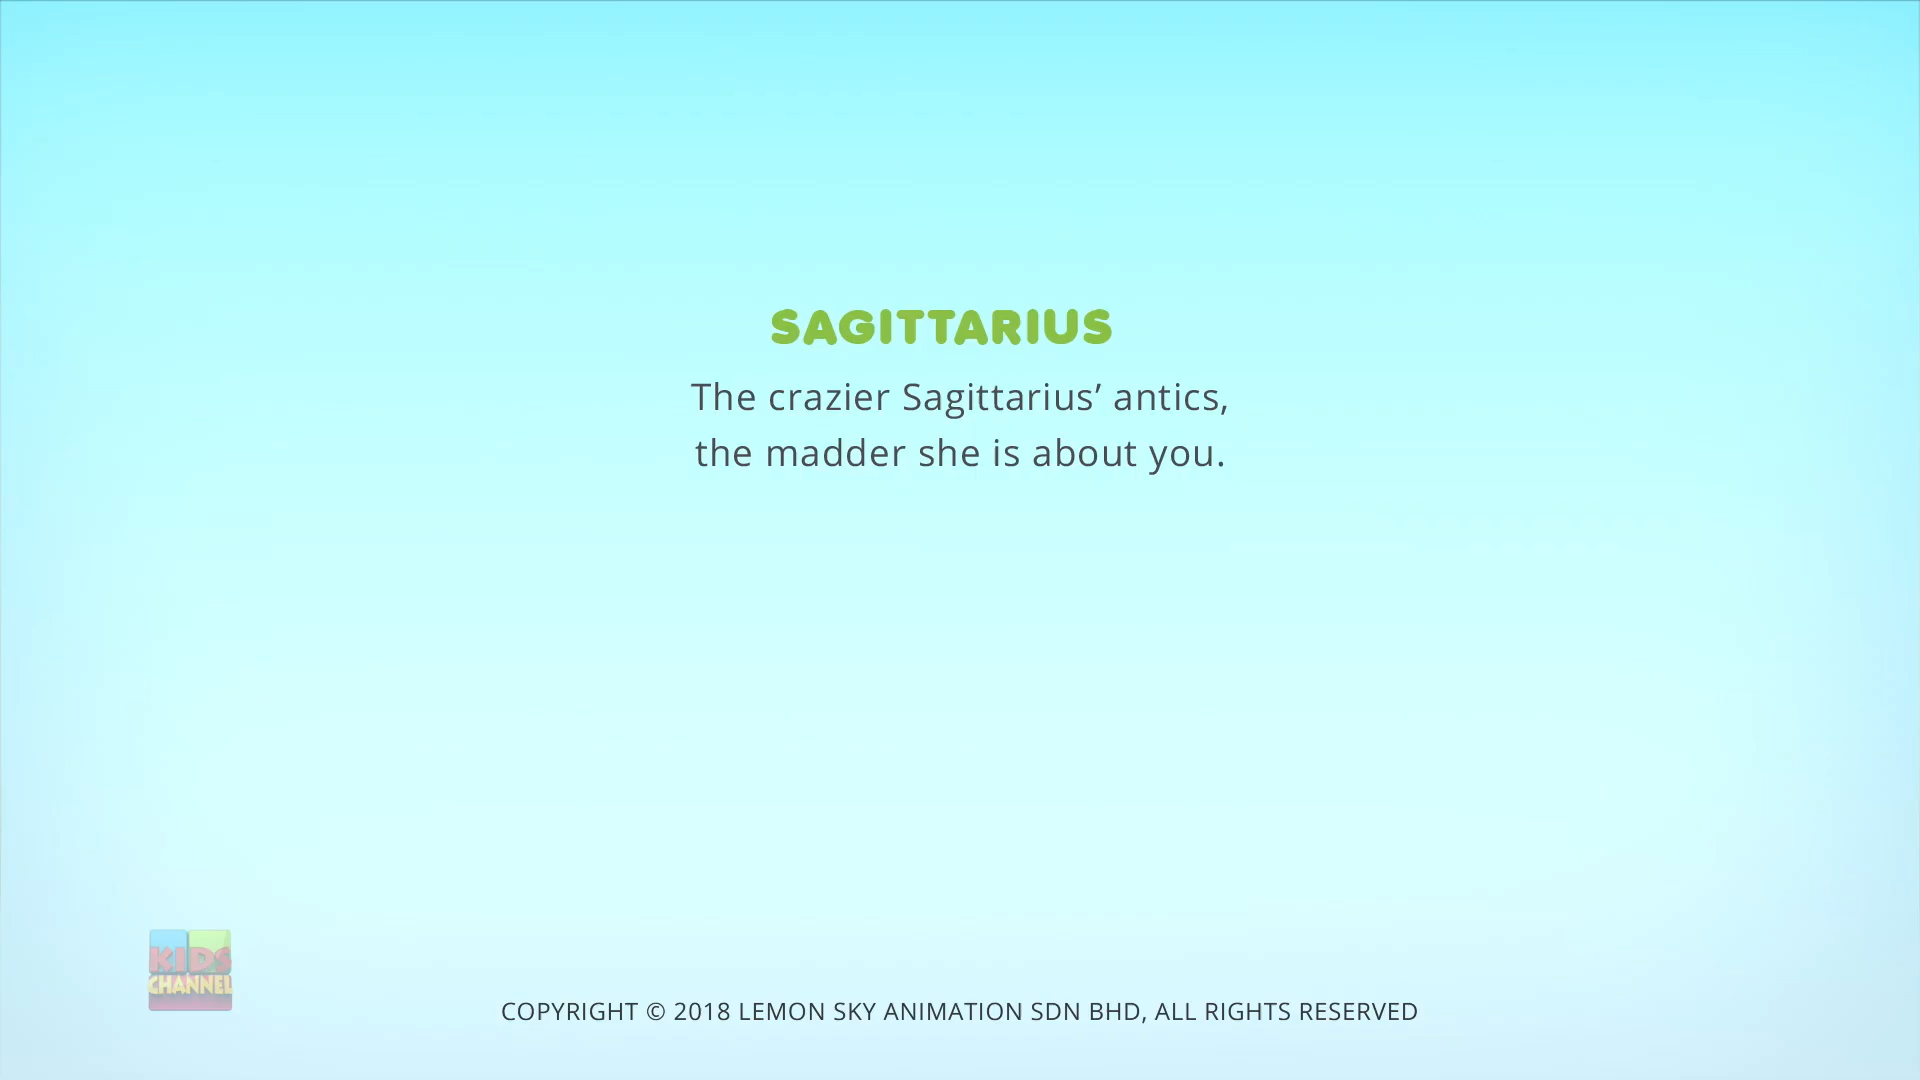 SAGITTARIUS
The crazier Sagittarius’ antics,
the madder she is about you.
KIDS
CHANNEL
COPYRIGHT © 2018 LEMON SKY ANIMATION SDN BHD, ALL RIGHTS RESERVED